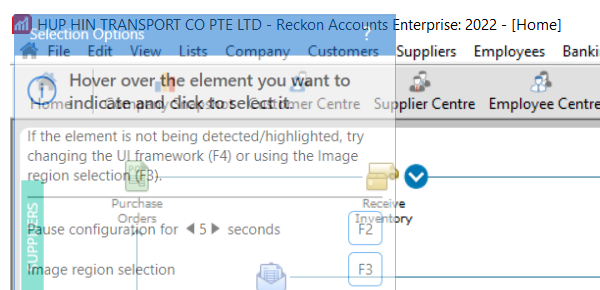 HUP HIN TRANSPORT CO PTE LTD - Reckon Accounts Enterprise: 2022 - [Home]
Selection Options ?
File Edit View Lists Company Customers Suppliers Employees Banki
Hover over the element you want to
indicate and click to select it.
Home Company Snapshot Customer Centre Supplier Centre Employee Centre
If the element is not being detected/highlighted, try
changing the UI framework (F4) or using the Image
region selection (F3).
SUPPLIERS
Purchase
Orders
Receive
Inventory
Pause configuration for 5 seconds F2
Image region selection F3